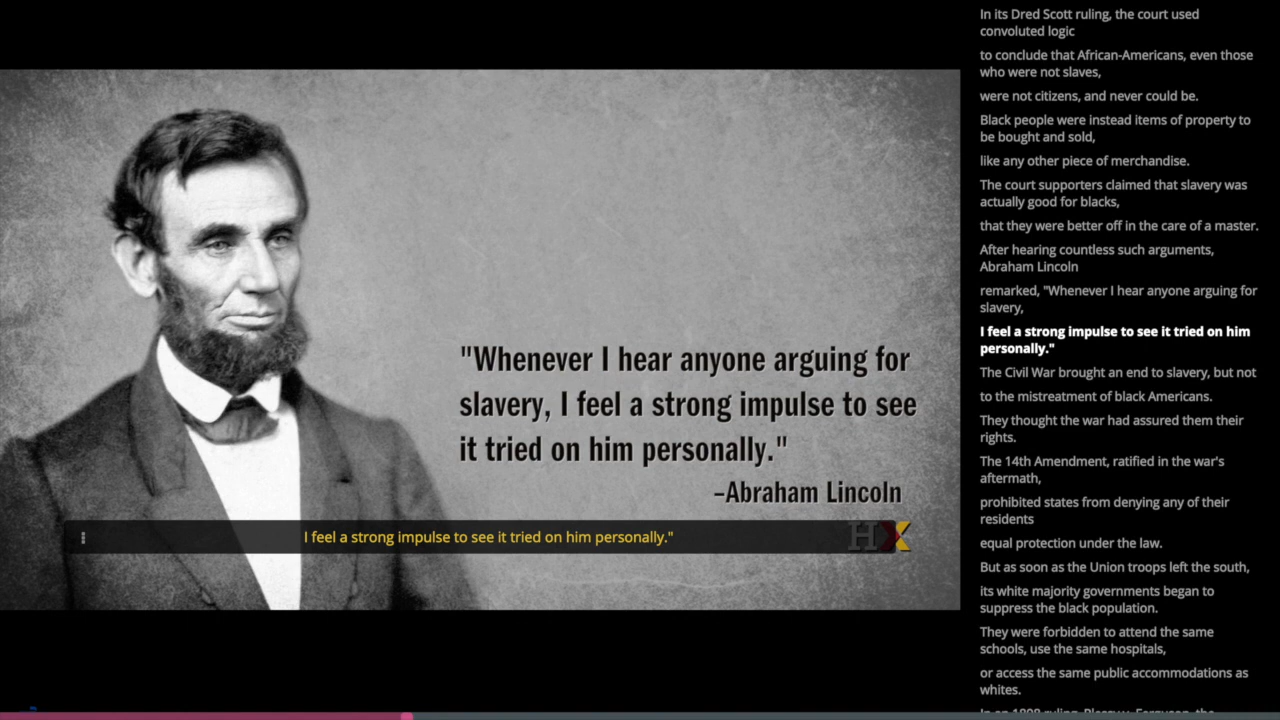 "Whenever I hear anyone arguing for
slavery, I feel a strong impulse to see
it tried on him personally."
–Abraham Lincoln
I feel a strong impulse to see it tried on him personally."
HX
In its Dred Scott ruling, the court used
convoluted logic
to conclude that African-Americans, even those
who were not slaves,
were not citizens, and never could be.
Black people were instead items of property to
be bought and sold,
like any other piece of merchandise.
The court supporters claimed that slavery was
actually good for blacks,
that they were better off in the care of a master.
After hearing countless such arguments,
Abraham Lincoln
remarked, "Whenever I hear anyone arguing for
slavery,
I feel a strong impulse to see it tried on him
personally."
The Civil War brought an end to slavery, but not
to the mistreatment of black Americans.
They thought the war had assured them their
rights.
The 14th Amendment, ratified in the war's
aftermath,
prohibited states from denying any of their
residents
equal protection under the law.
But as soon as the Union troops left the south,
its white majority governments began to
suppress the black population.
They were forbidden to attend the same
schools, use the same hospitals,
or access the same public accommodations as
whites.
In an 1898 ruling, Plessy v. Ferguson, the